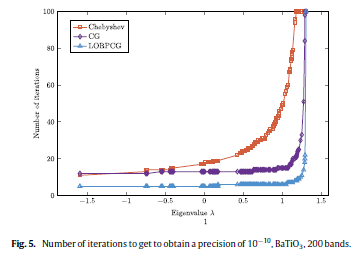 100
80
60
40
20
0
Number of iterations
Chebyshev
CG
LOBPCG
−1.5 −1 −0.5 0 0.5 1 1.5
Eigenvalue λ
1
Fig. 5. Number of iterations to get to obtain a precision of 10⁻¹⁰, BaTiO₃, 200 bands.